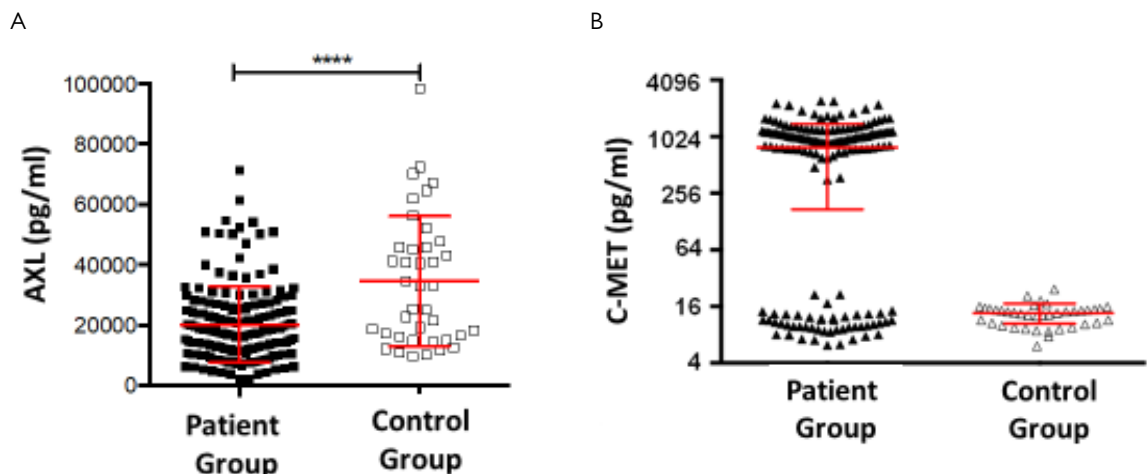 A
B
****
AXL (pg/ml)
100000
80000
60000
40000
20000
0
Patient
Group
Control
Group
C-MET (pg/ml)
4096
1024
256
64
16
4
Patient
Group
Control
Group